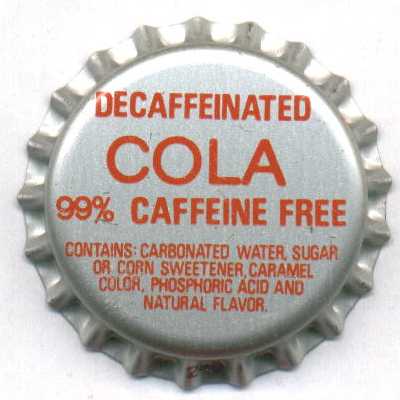 DECAFFEINATED
COLA
99% CAFFEINE FREE
CONTAINS: CARBONATED WATER, SUGAR
OR CORN SWEETENER, CARAMEL
COLOR, PHOSPHORIC ACID AND
NATURAL FLAVOR.